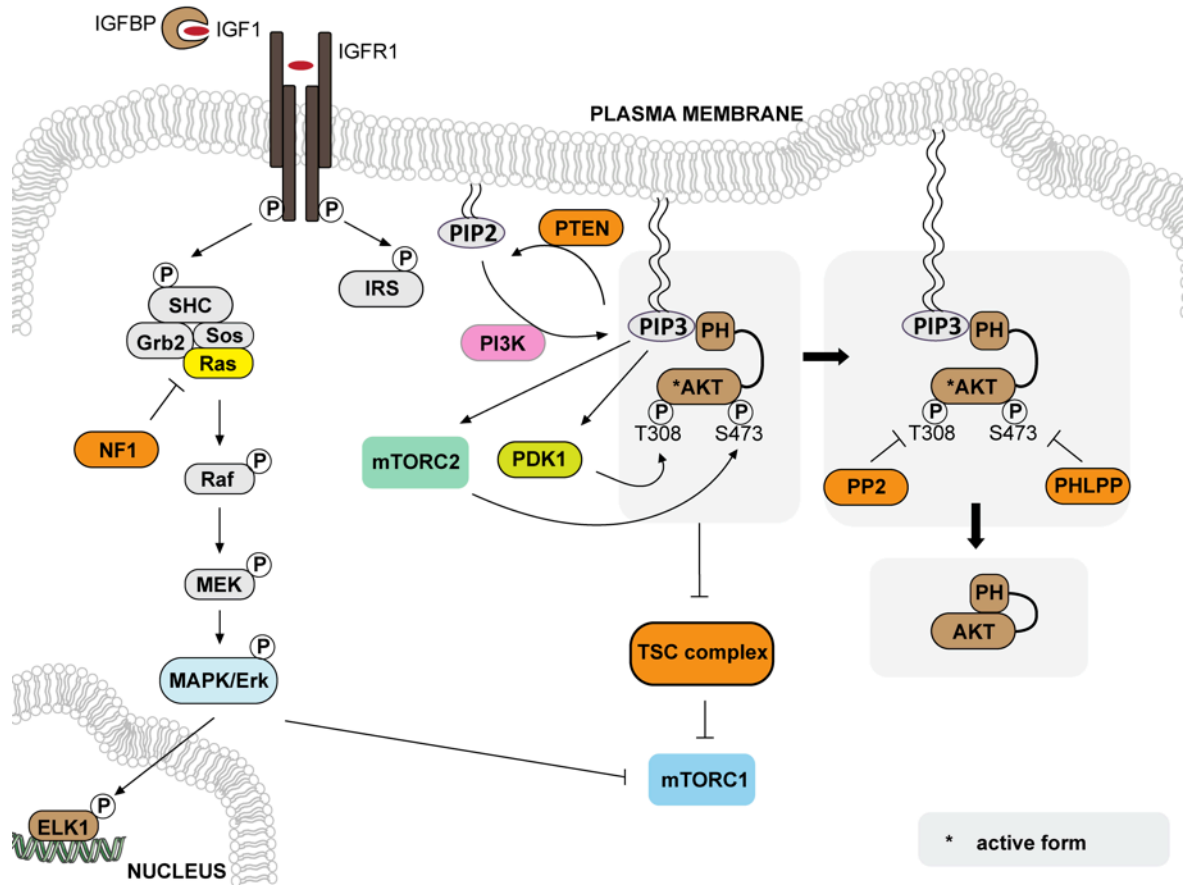 IGFBP
IGF1
IGFR1
PLASMA MEMBRANE
P
P
PIP2
PTEN
P
IRS
P
SHC
Grb2
Sos
Ras
PI3K
PIP3
PH
*AKT
P
P
T308
S473
PIP3
PH
*AKT
P
P
T308
S473
NF1
mTORC2
PDK1
PP2
PHLPP
P
Raf
P
MEK
PH
AKT
P
MAPK/Erk
TSC complex
mTORC1
P
ELK1
NUCLEUS
* active form